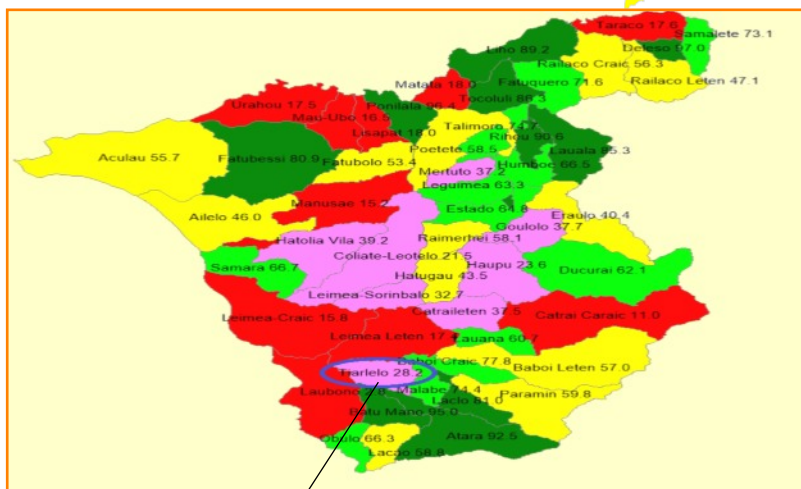 Taraco 17.6
Samalete 73.1
Liho 89.2
Deleso 97.0
Railaco Craic 56.3
Matata 18.0
Fatuquero 71.6
Railaco Leten 47.1
Urahou 17.5
Ponilala 96.4
Tocoluli 86.3
Mau-Ubo 16.5
Lisapat 18.0
Talimoro 74.7
Rihou 90.6
Poetete 58.5
Lauala 85.3
Aculau 55.7
Fatubessi 80.9
Fatubolo 53.4
Humboe 66.5
Mertuto 37.2
Leguimea 63.3
Manusae 15.2
Estado 64.8
Ailelo 46.0
Eraulo 40.4
Goulolo 37.7
Hatolia Vila 39.2
Raimerhei 58.1
Coliate-Leotelo 21.5
Samara 66.7
Haupu 23.6
Hatugau 43.5
Ducurai 62.1
Leimea-Sorinbalo 32.7
Catraileten 37.5
Leimea-Craic 15.8
Catrai Caraic 11.0
Leimea Leten 17.4
Lauana 60.7
Baboi Craic 77.8
Baboi Leten 57.0
Tiarlelo 28.2
Malabe 74.4
Laubono
Laclo 81.0
Paramin 59.8
Batu Mano 95.0
Obulo 66.3
Atara 92.5
Lacao 58.8